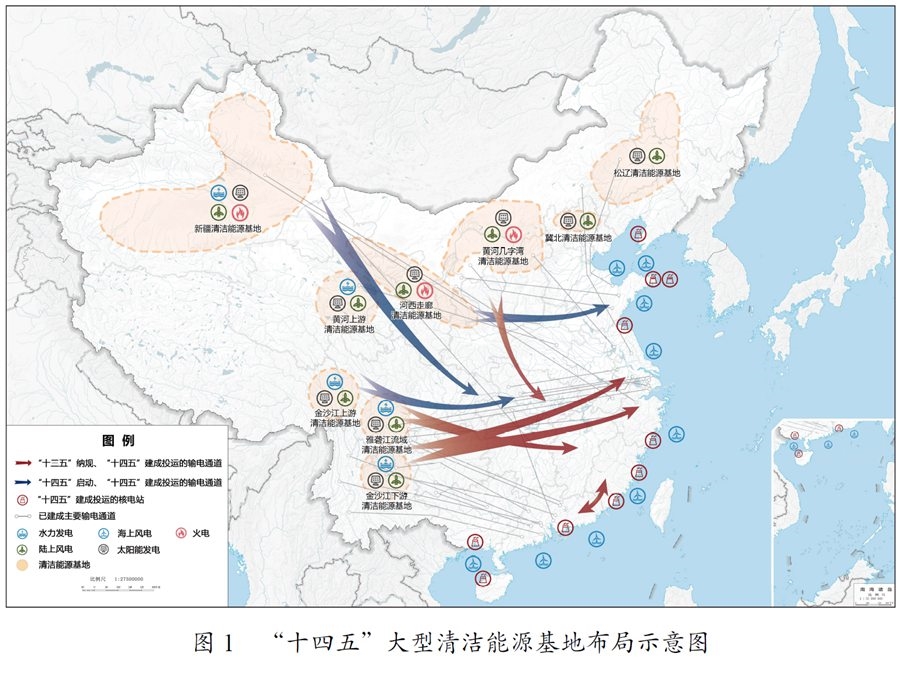 松辽清洁能源基地
新疆清洁能源基地
黄河几字湾
清洁能源基地
冀北清洁能源基地
河西走廊
清洁能源基地
黄河上游
清洁能源基地
金沙江上游
清洁能源基地
雅砻江流域
清洁能源基地
金沙江下游
清洁能源基地
图 例
“十三五”纳规、“十四五”建成投运的输电通道
“十四五”启动、“十四五”建成投运的输电通道
“十四五”建成投运的核电站
已建成主要输电通道
水力发电
海上风电
火电
陆上风电
太阳能发电
清洁能源基地
比例尺 1:27500000
南海诸岛
图1 “十四五”大型清洁能源基地布局示意图